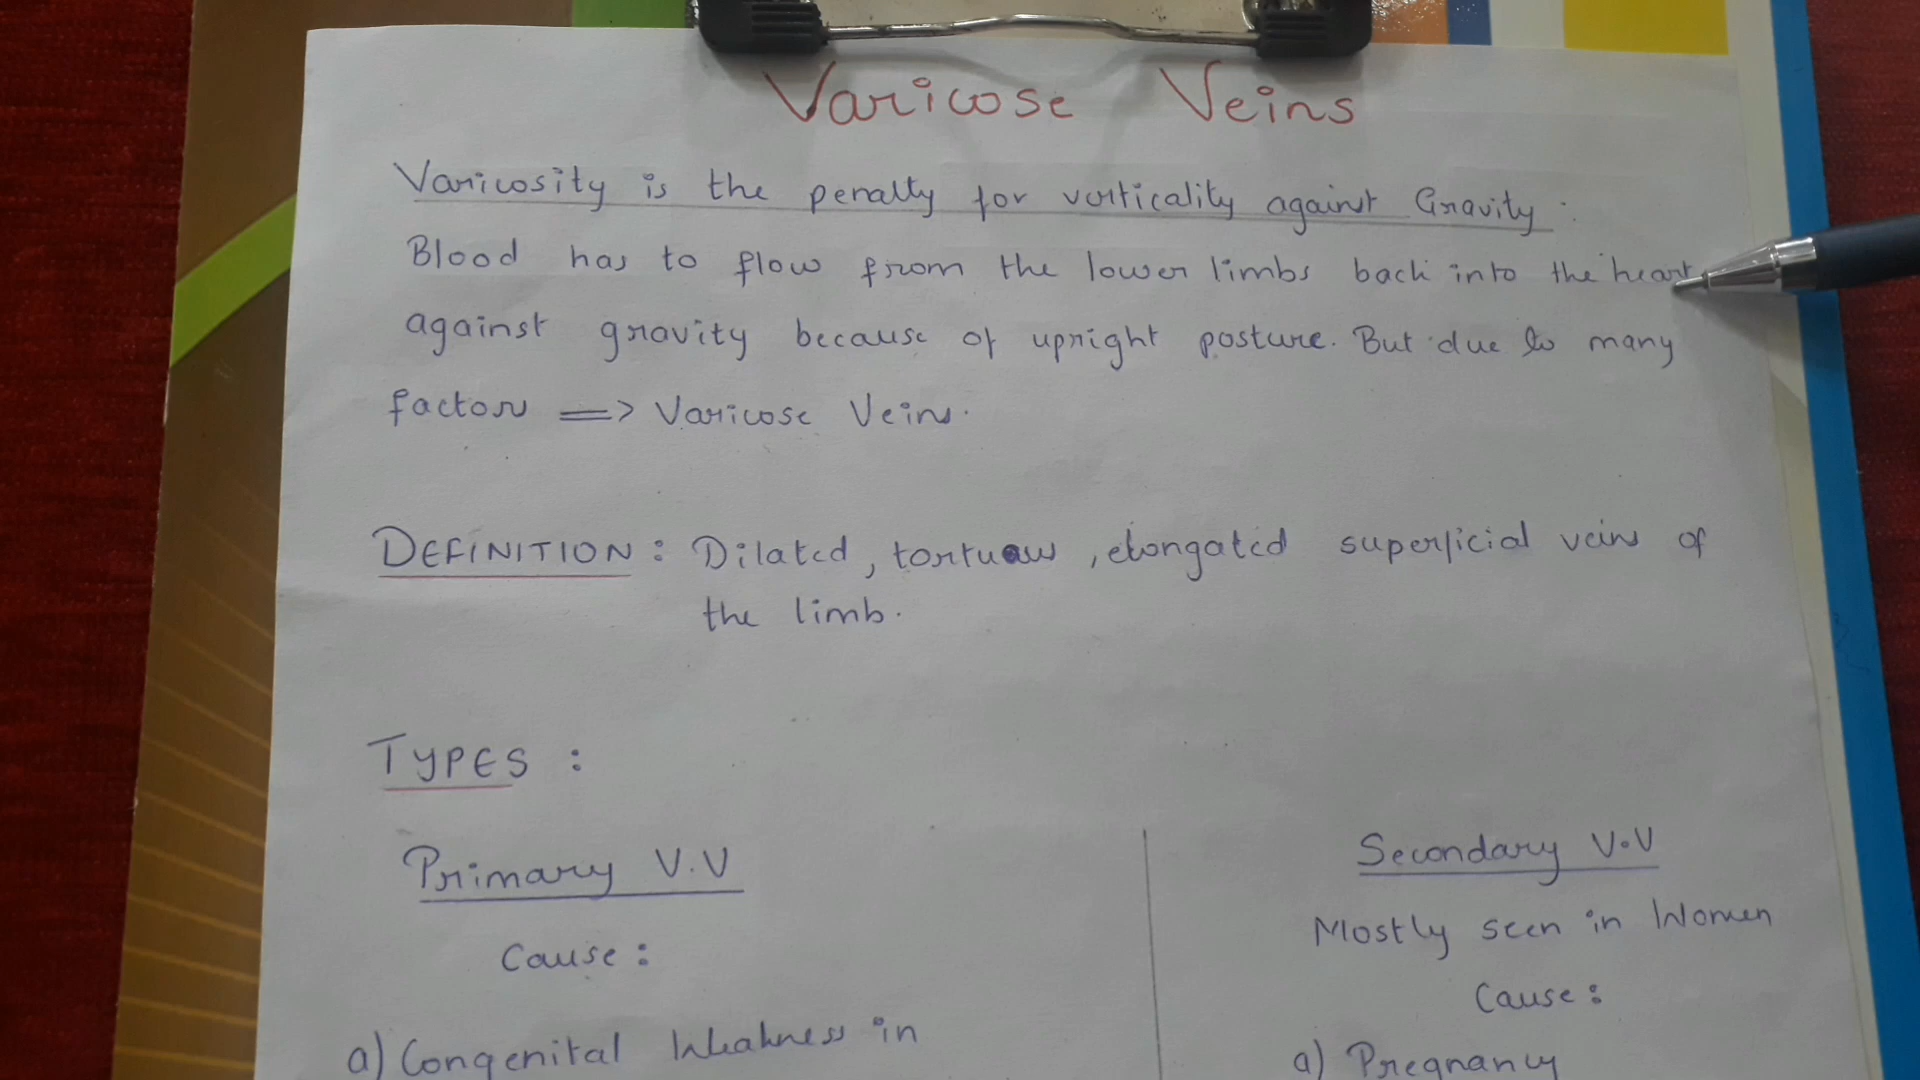 Varicose Veins
Varicosity is the penalty for verticality against Gravity.
Blood has to flow from the lower limbs back into the heart
against gravity because of upright posture. But due to many
factors => Varicose Veins.
DEFINITION : Dilated, tortuous, elongated superficial veins of
the limb.
TYPES :
Primary V.V
Cause :
a) Congenital Weakness in
Secondary V.V
Mostly seen in Women
Cause :
a) Pregnancy